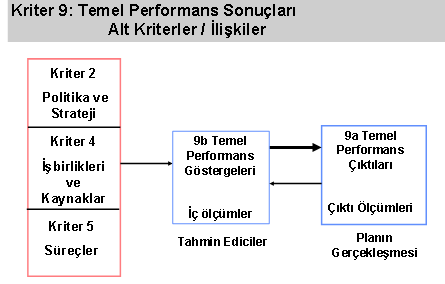 Kriter 9: Temel Performans Sonuçları
Alt Kriterler / İlişkiler
Kriter 2
Politika ve
Strateji
Kriter 4
İşbirlikleri
ve
Kaynaklar
Kriter 5
Süreçler
9b Temel
Performans
Göstergeleri
İç ölçümler
Tahmin Ediciler
9a Temel
Performans
Çıktıları
Çıktı Ölçümleri
Planın
Gerçekleşmesi